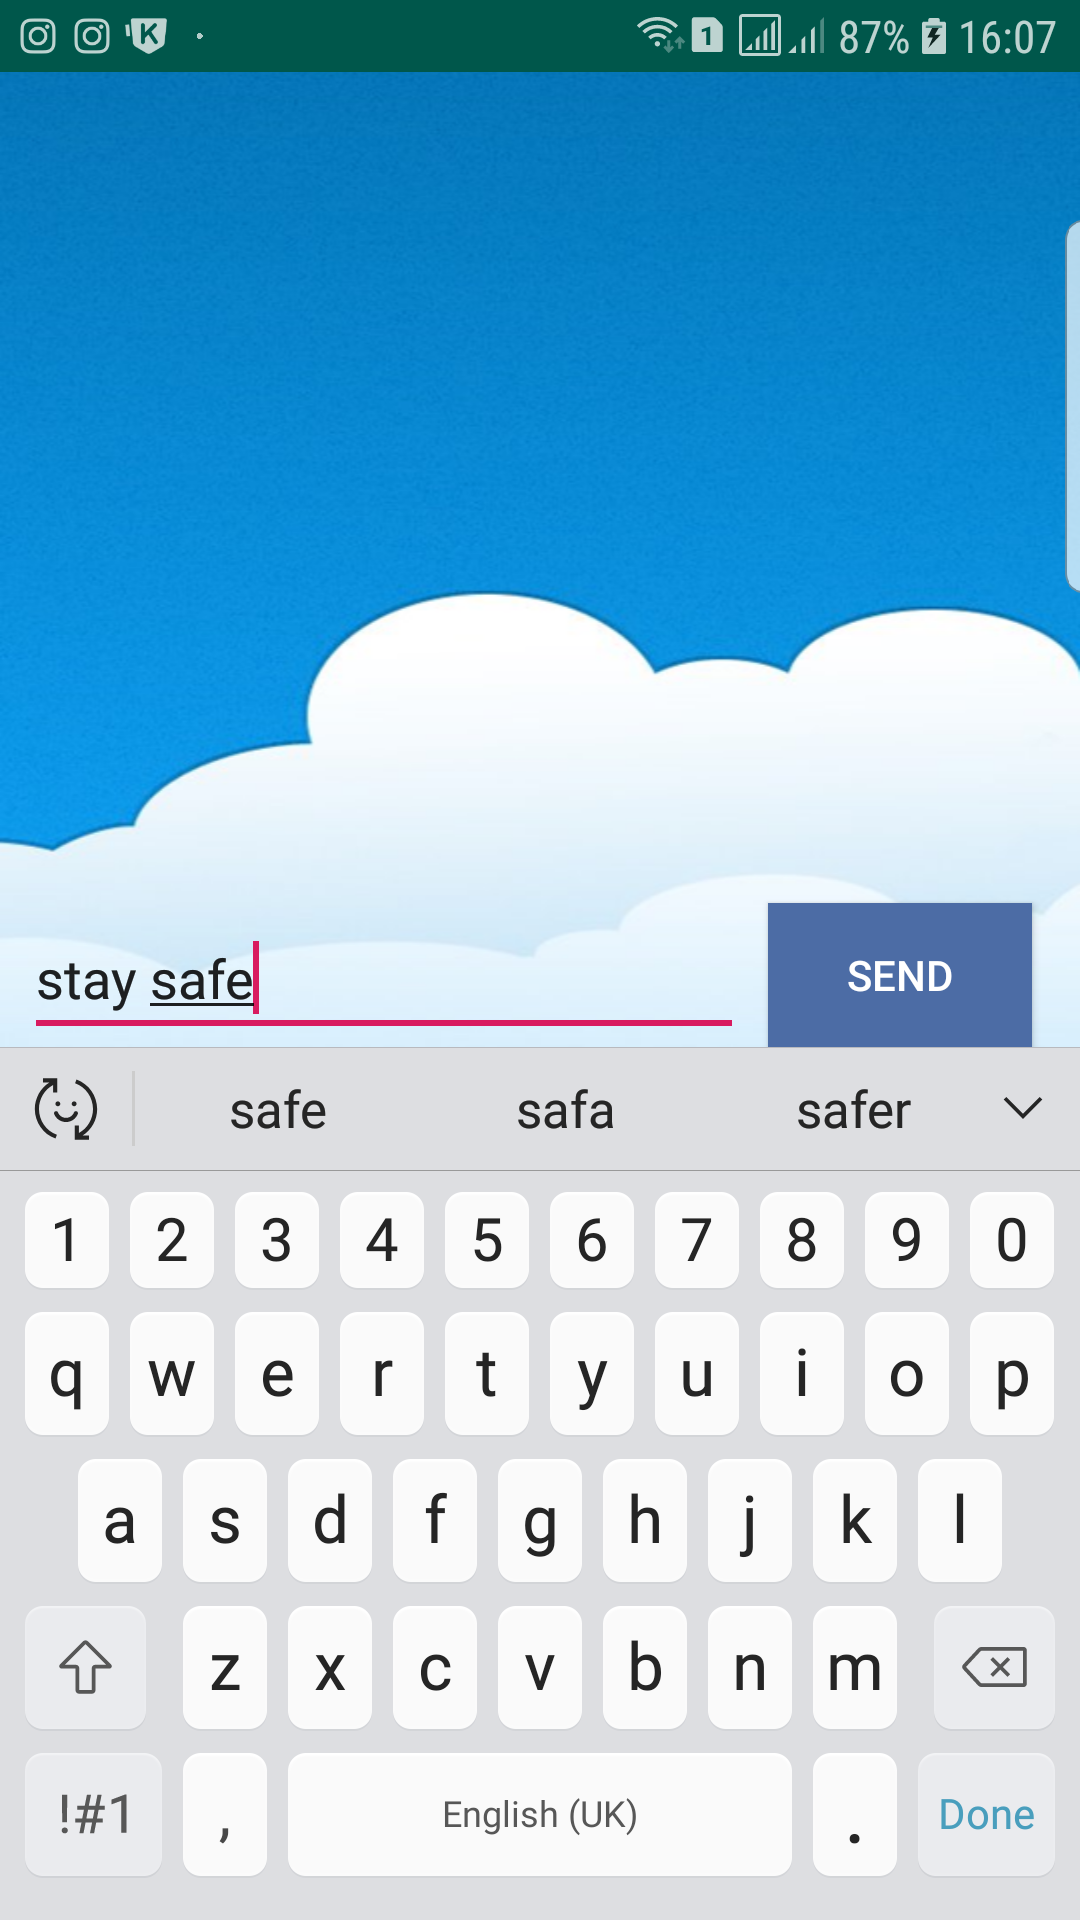 1 87% 16:07
stay safe SEND
safe safa safer
1 2 3 4 5 6 7 8 9 0
q w e r t y u i o p
a s d f g h j k l
z x c v b n m
!#1 , English (UK) . Done